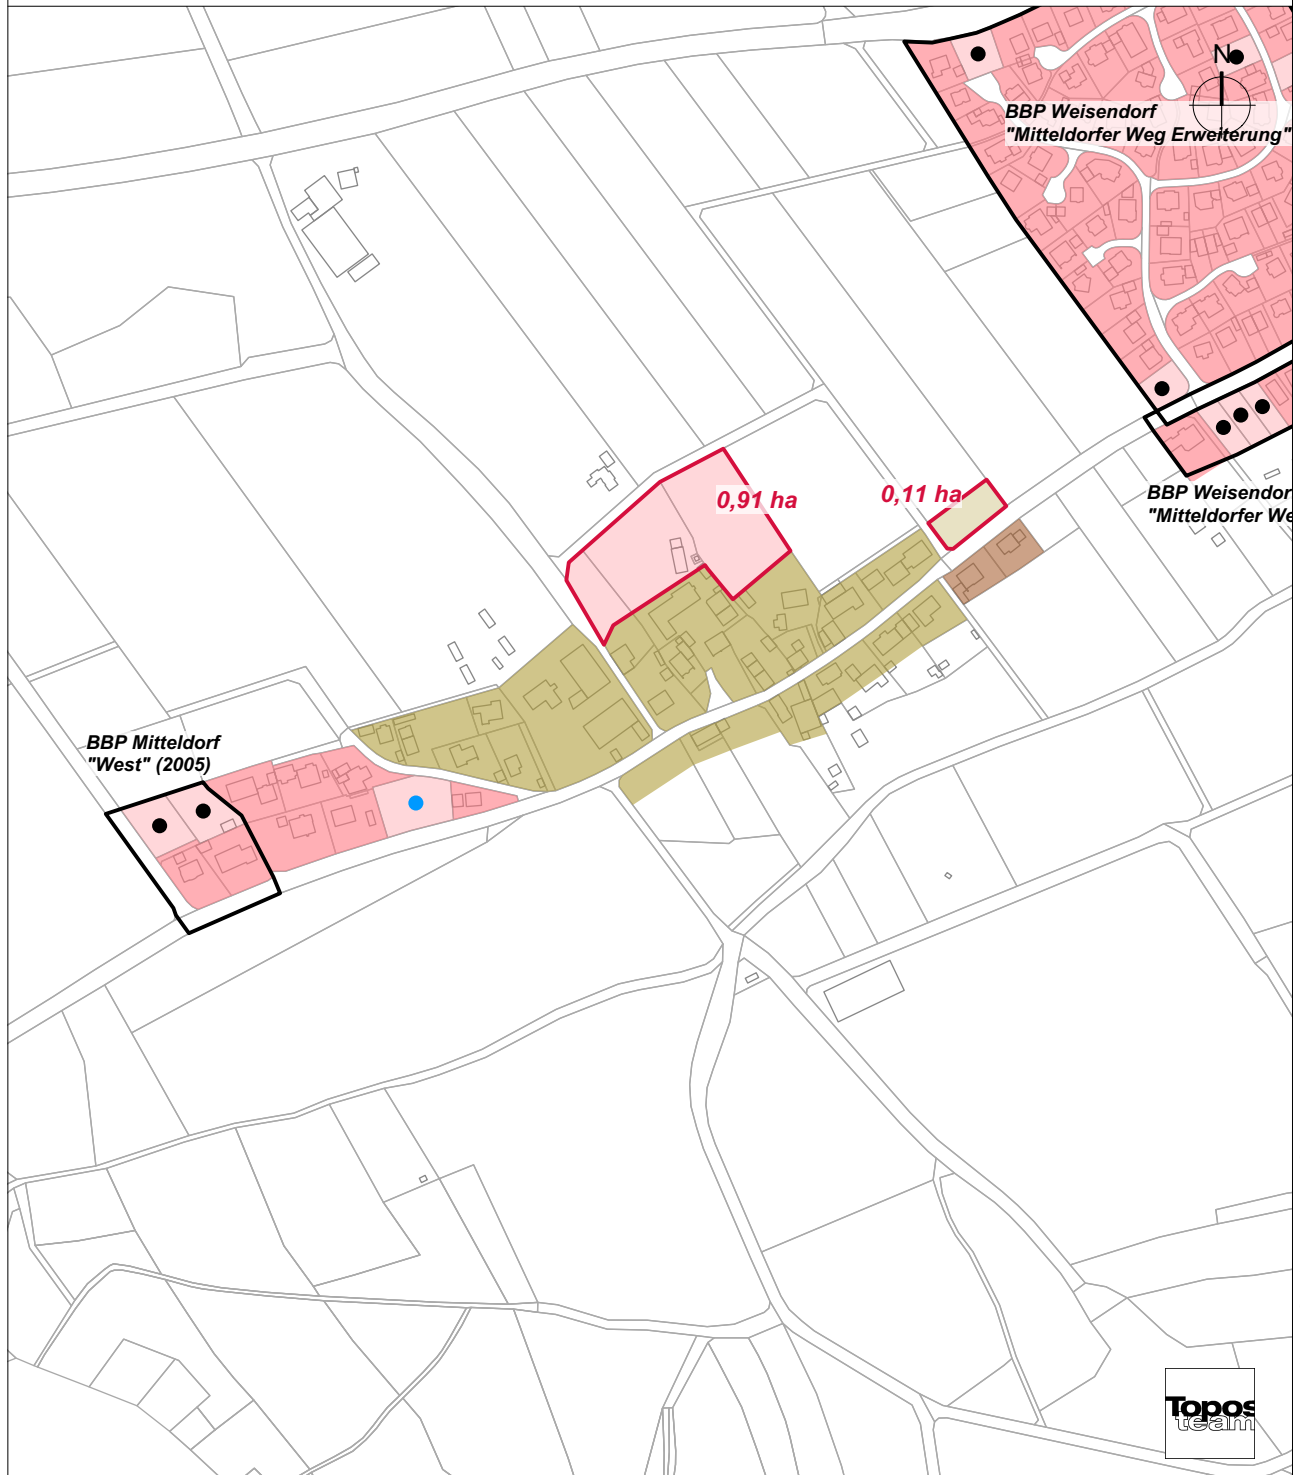 N
BBP Weisendorf
"Mitteldorfer Weg Erweiterung"
0,91 ha
0,11 ha
BBP Weisendor
"Mitteldorfer We
BBP Mitteldorf
"West" (2005)
Topos
team